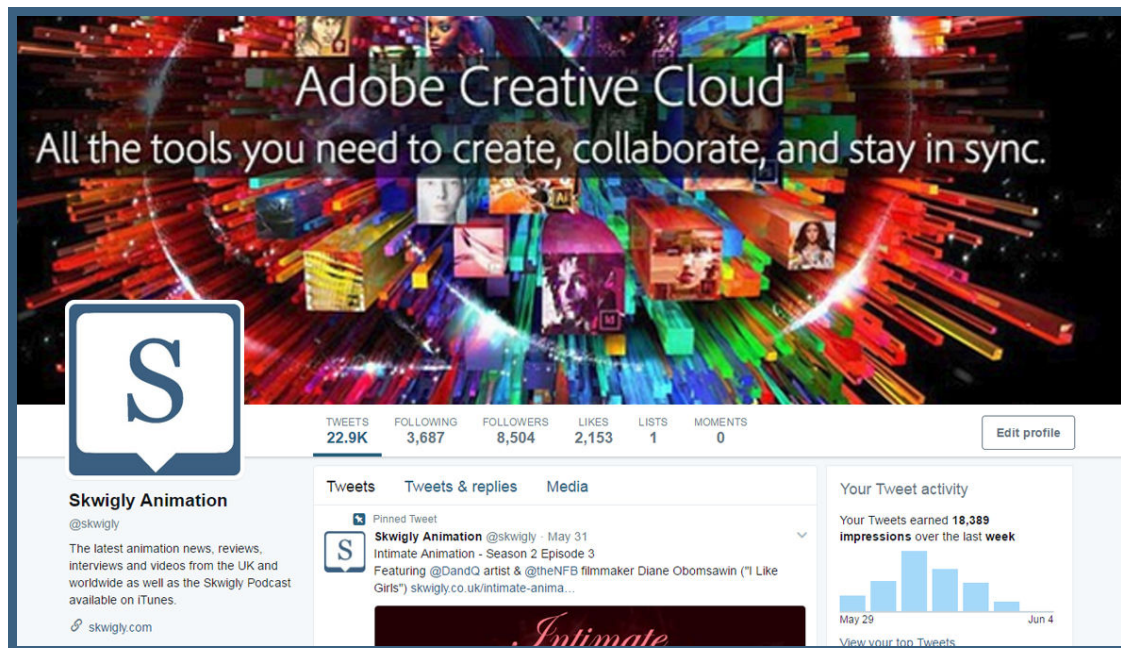 Adobe Creative Cloud
All the tools you need to create, collaborate, and stay in sync.
Ai
Id
S
TWEETS
22.9K
FOLLOWING
3,687
FOLLOWERS
8,504
LIKES
2,153
LISTS
1
MOMENTS
0
Edit profile
Skwigly Animation
@skwigly
The latest animation news, reviews,
interviews and videos from the UK and
worldwide as well as the Skwigly Podcast
available on iTunes.
skwigly.com
Tweets Tweets & replies Media
Pinned Tweet
S
Skwigly Animation @skwigly · May 31
Intimate Animation - Season 2 Episode 3
Featuring @DandQ artist & @theNFB filmmaker Diane Obomsawin ("I Like
Girls") skwigly.co.uk/intimate-anima…
Intimate
Your Tweet activity
Your Tweets earned 18,389
impressions over the last week
May 29 Jun 4
View your top Tweets